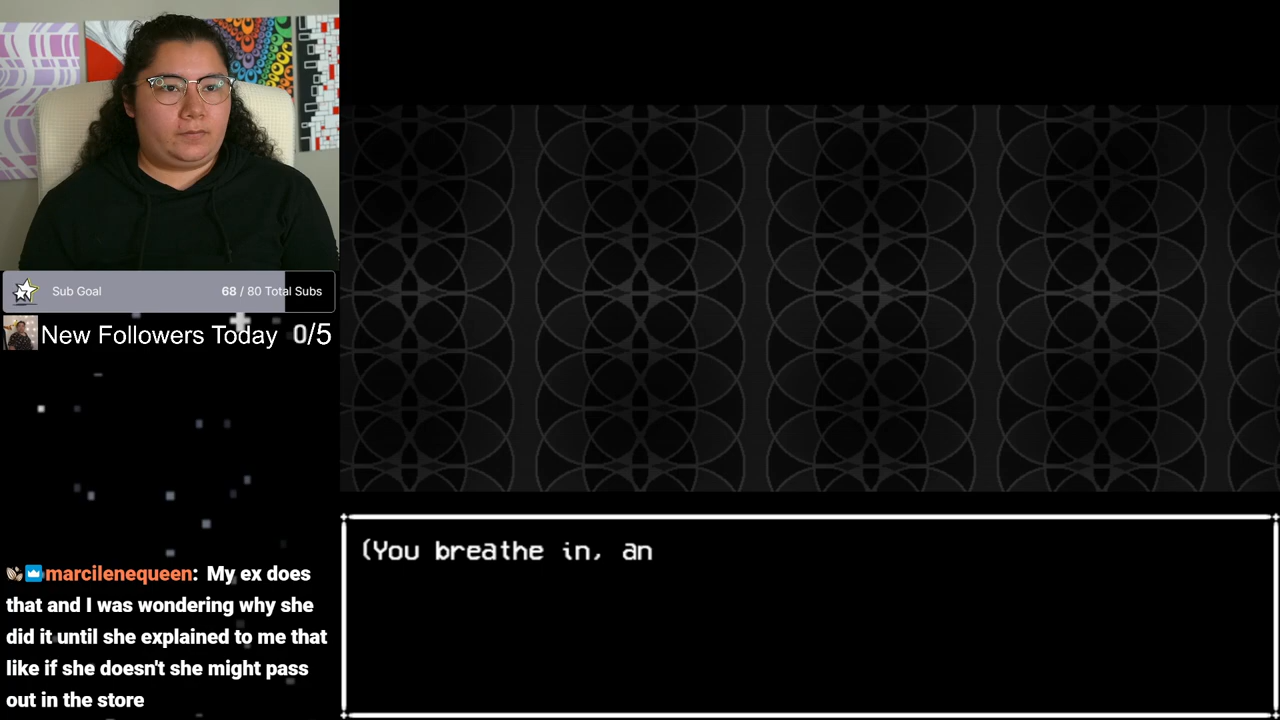 Sub Goal 68 / 80 Total Subs
New Followers Today 0/5
marcilenequeen: My ex does
that and I was wondering why she
did it until she explained to me that
like if she doesn't she might pass
out in the store
(You breathe in, an